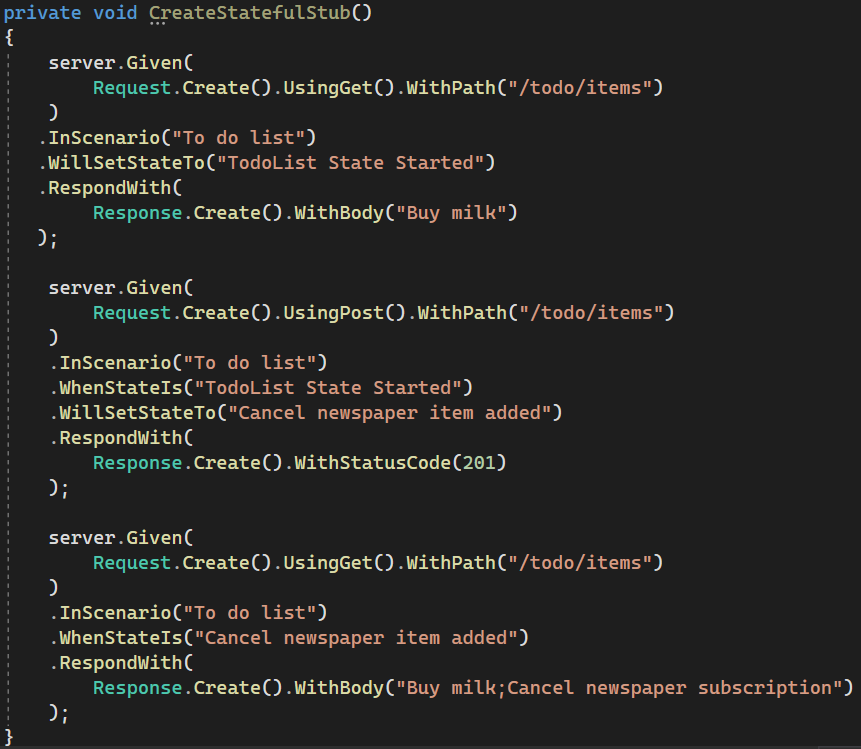 private void CreateStatefulStub()
{
    server.Given(
        Request.Create().UsingGet().WithPath("/todo/items")
    )
   .InScenario("To do list")
   .WillSetStateTo("TodoList State Started")
   .RespondWith(
        Response.Create().WithBody("Buy milk")
   );

    server.Given(
        Request.Create().UsingPost().WithPath("/todo/items")
    )
    .InScenario("To do list")
    .WhenStateIs("TodoList State Started")
    .WillSetStateTo("Cancel newspaper item added")
    .RespondWith(
        Response.Create().WithStatusCode(201)
    );

    server.Given(
        Request.Create().UsingGet().WithPath("/todo/items")
    )
    .InScenario("To do list")
    .WhenStateIs("Cancel newspaper item added")
    .RespondWith(
        Response.Create().WithBody("Buy milk;Cancel newspaper subscription")
    );
}